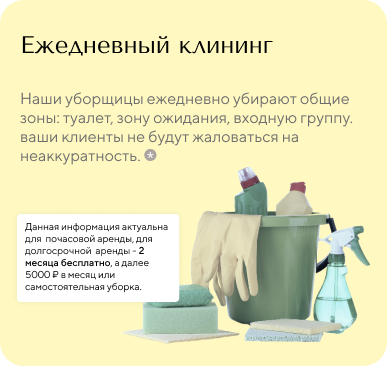 Ежедневный клининг
Наши уборщицы ежедневно убирают общие
зоны: туалет, зону ожидания, входную группу.
ваши клиенты не будут жаловаться на
неаккуратность. *
Данная информация актуальна
для почасовой аренды, для
долгосрочной аренды - 2
месяца бесплатно, а далее
5000 ₽ в месяц или
самостоятельная уборка.